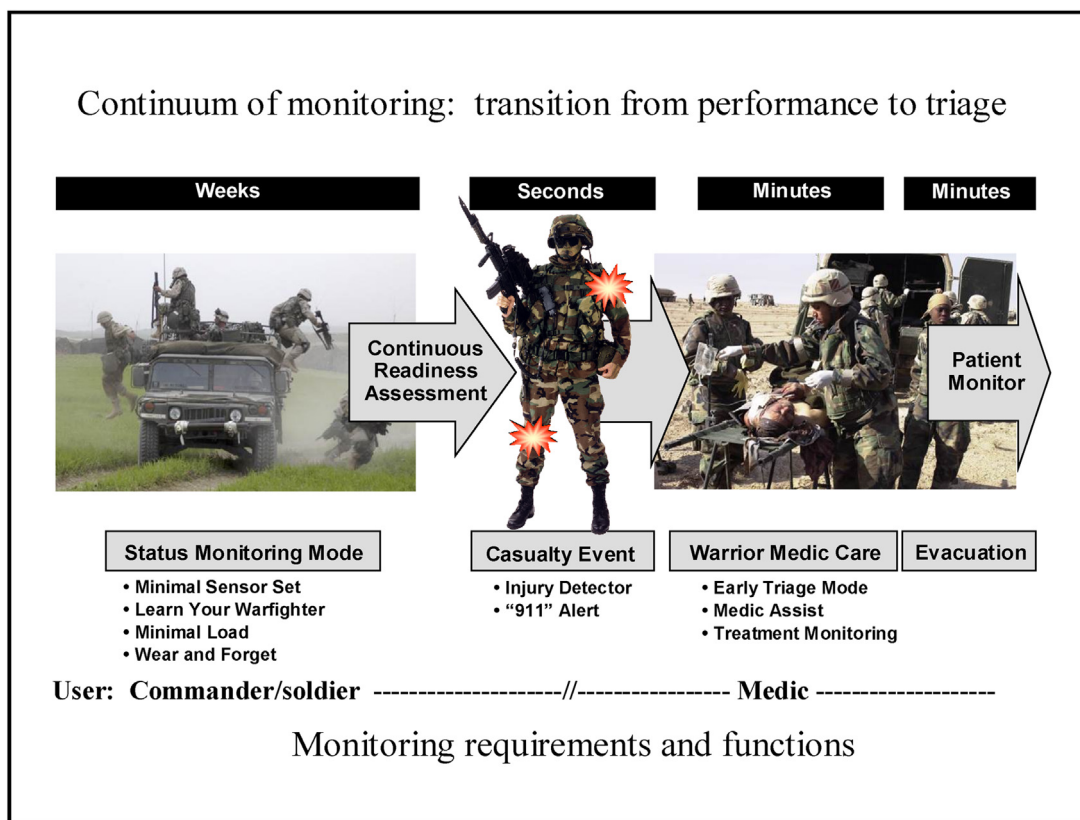 Continuum of monitoring: transition from performance to triage
Weeks
Seconds
Minutes
Minutes
Continuous
Readiness
Assessment
Patient
Monitor
Status Monitoring Mode
• Minimal Sensor Set
• Learn Your Warfighter
• Minimal Load
• Wear and Forget
Casualty Event
• Injury Detector
• “911” Alert
Warrior Medic Care
• Early Triage Mode
• Medic Assist
• Treatment Monitoring
Evacuation
User: Commander/soldier ---------------------//----------------- Medic --------------------
Monitoring requirements and functions